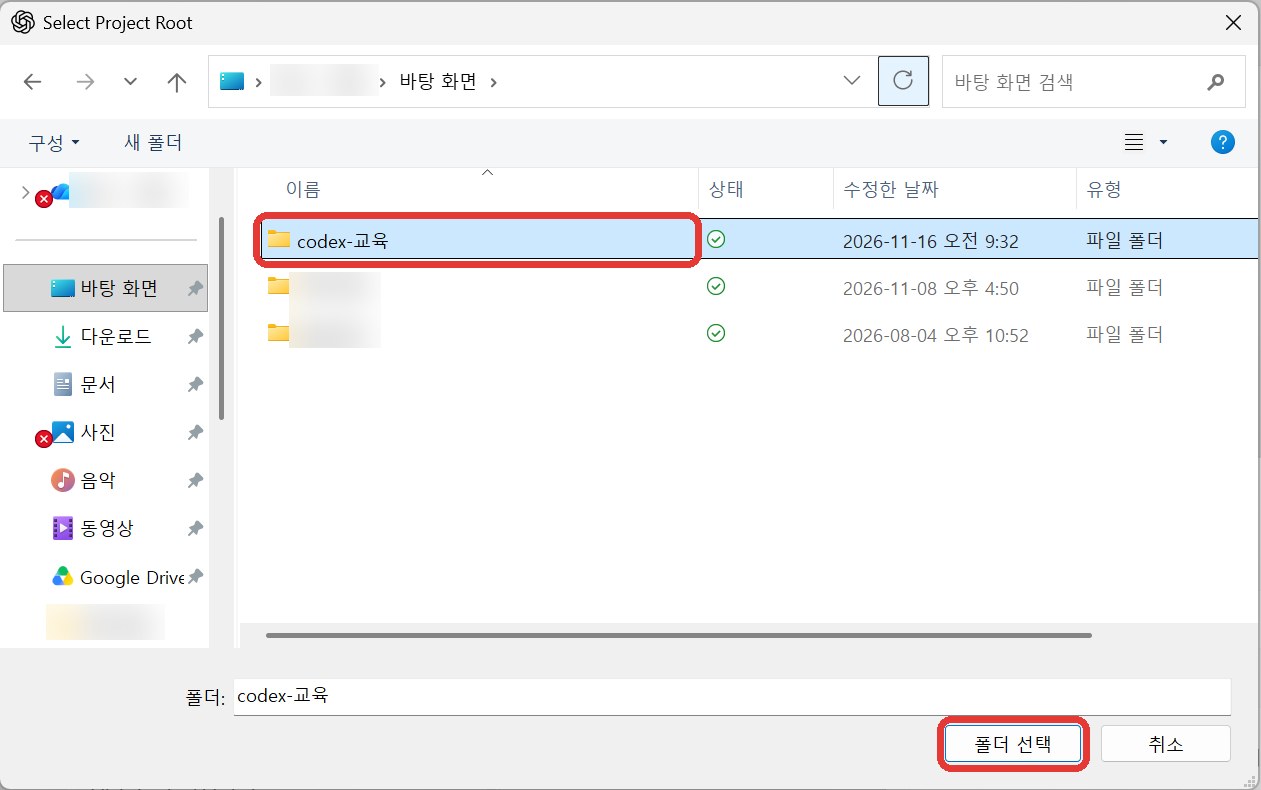 Select Project Root
바탕 화면
바탕 화면 검색
구성
새 폴더
이름 상태 수정한 날짜 유형
codex-교육 2026-11-16 오전 9:32 파일 폴더
2026-11-08 오후 4:50 파일 폴더
2026-08-04 오후 10:52 파일 폴더
바탕 화면
다운로드
문서
사진
음악
동영상
Google Drive
폴더: codex-교육
폴더 선택 취소